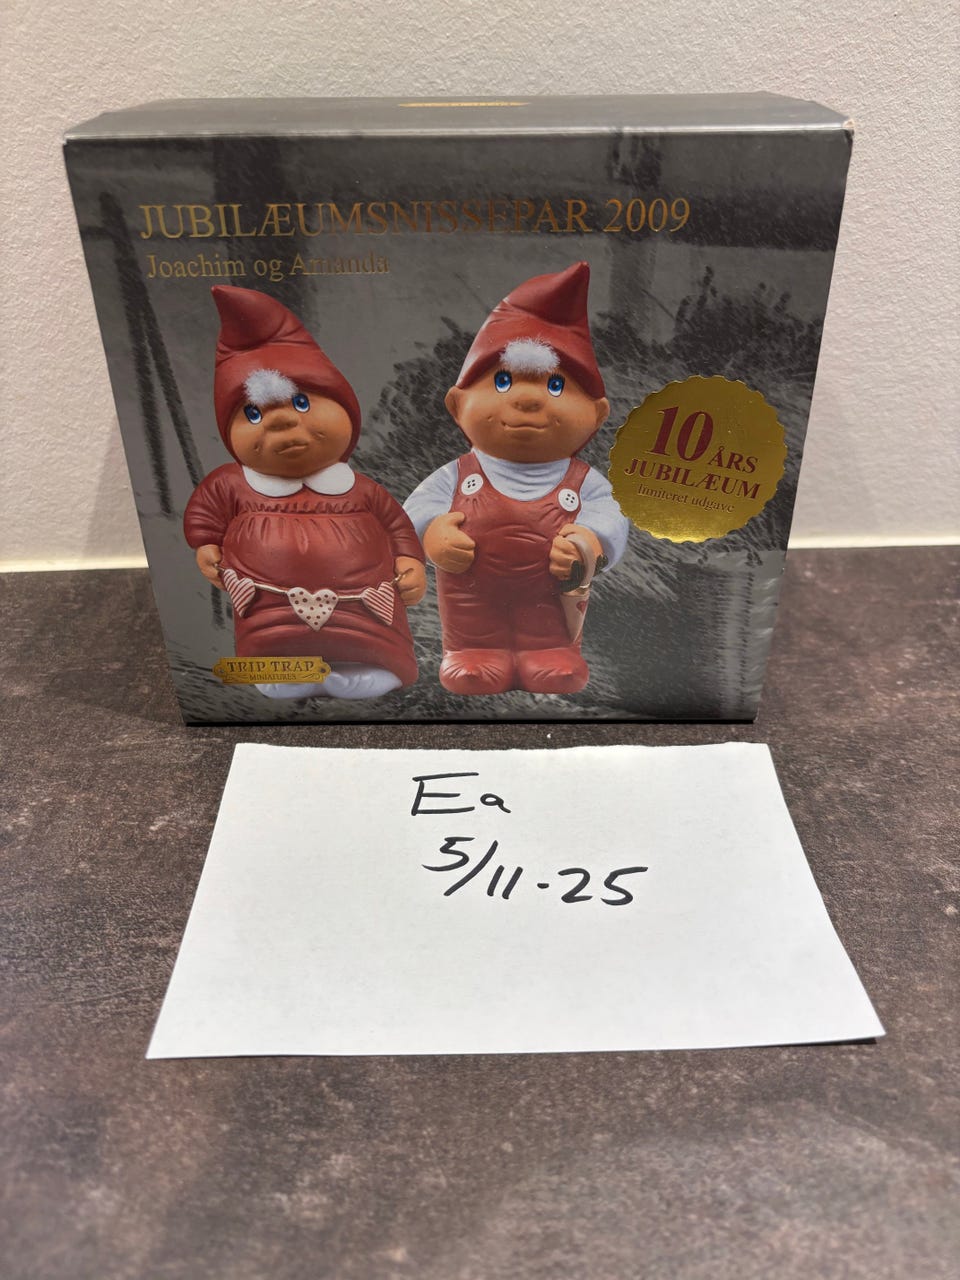 JUBILÆUMSNISSEPAR 2009
Joachim og Amanda
10 ÅRS
JUBILÆUM
limiteret udgave
TRIP TRAP
MINIATURES
Ea
5/11-25